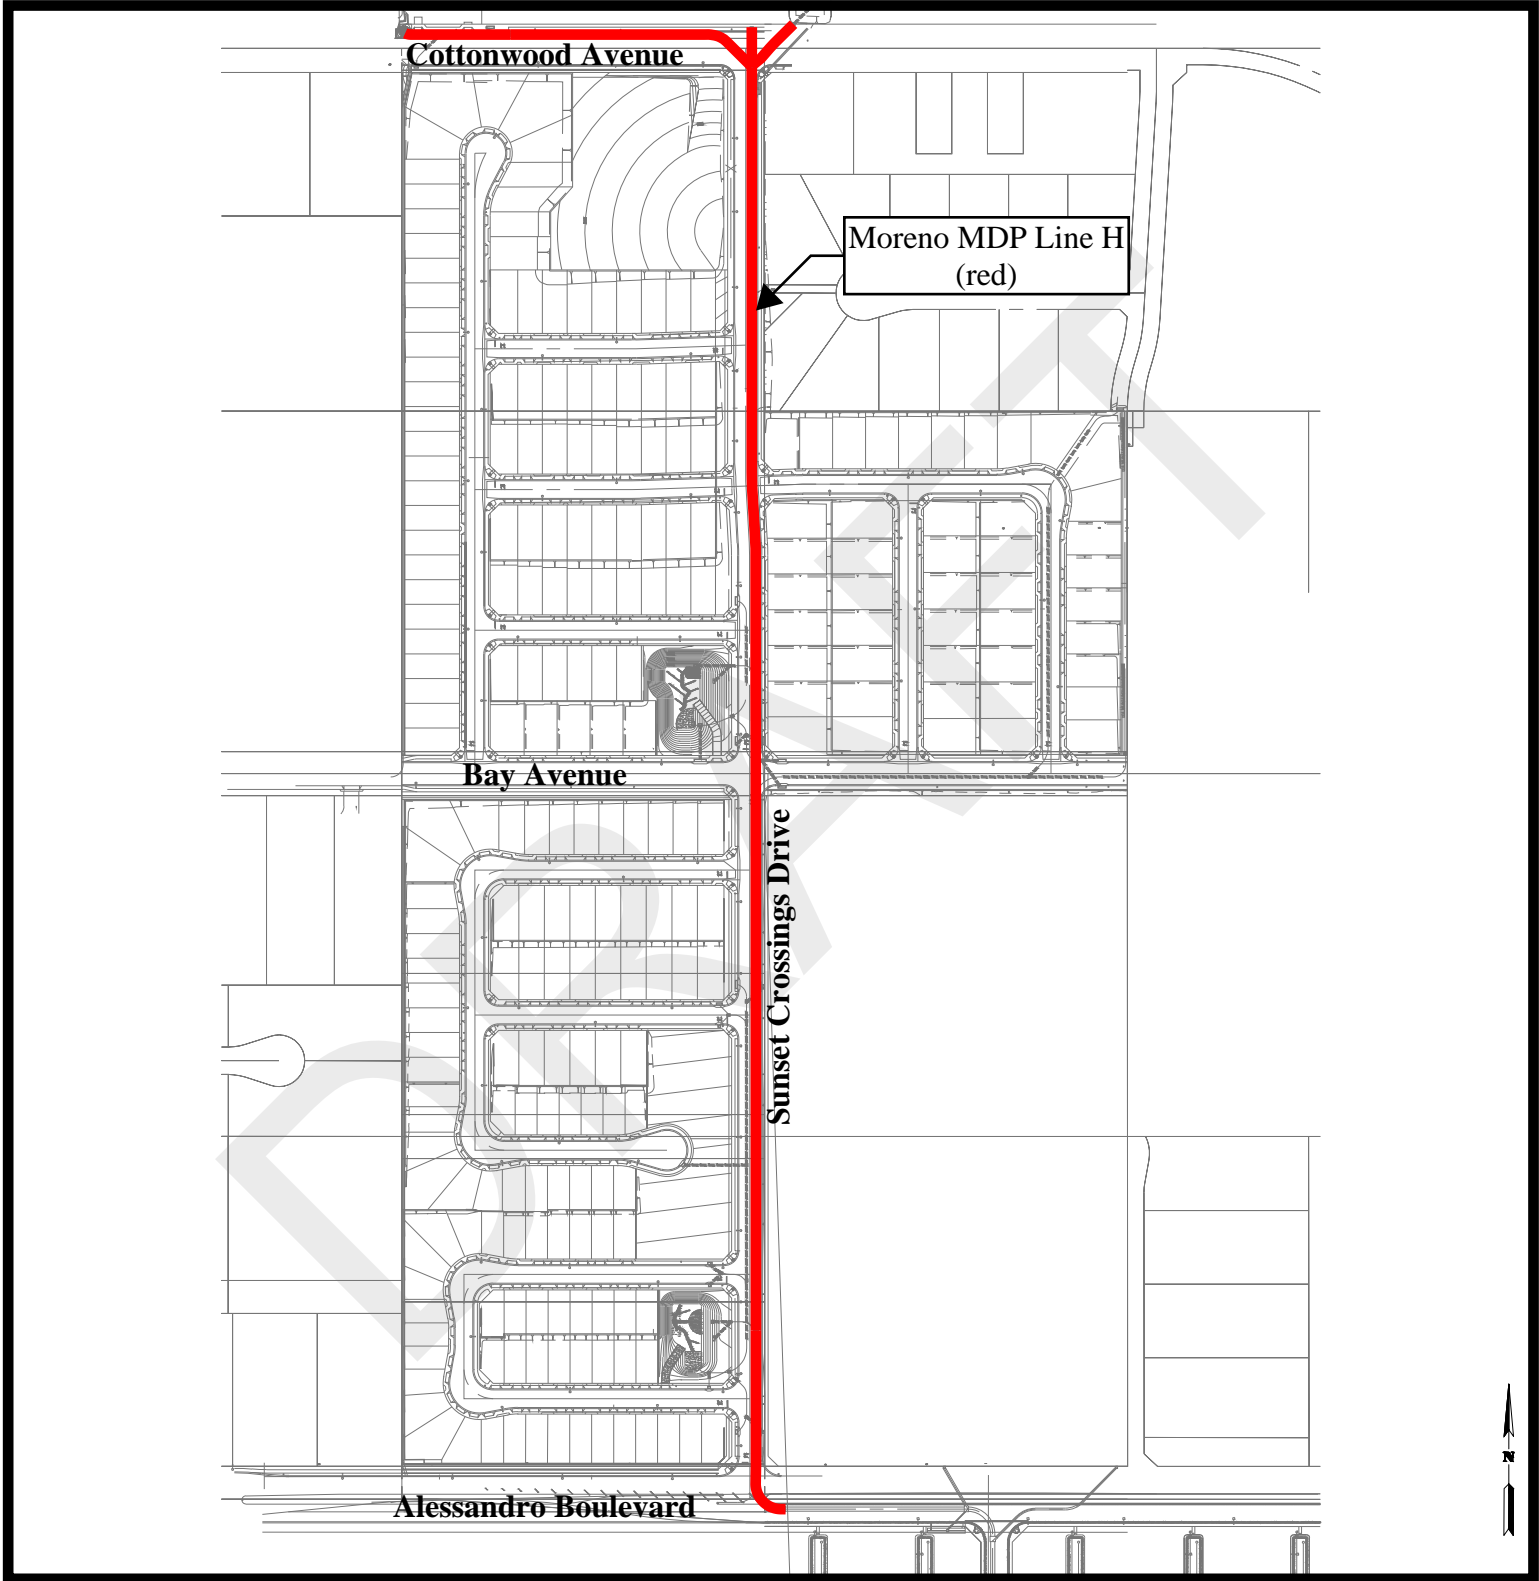 Cottonwood Avenue
Moreno MDP Line H
(red)
Bay Avenue
Sunset Crossings Drive
Alessandro Boulevard
N
DRAFT